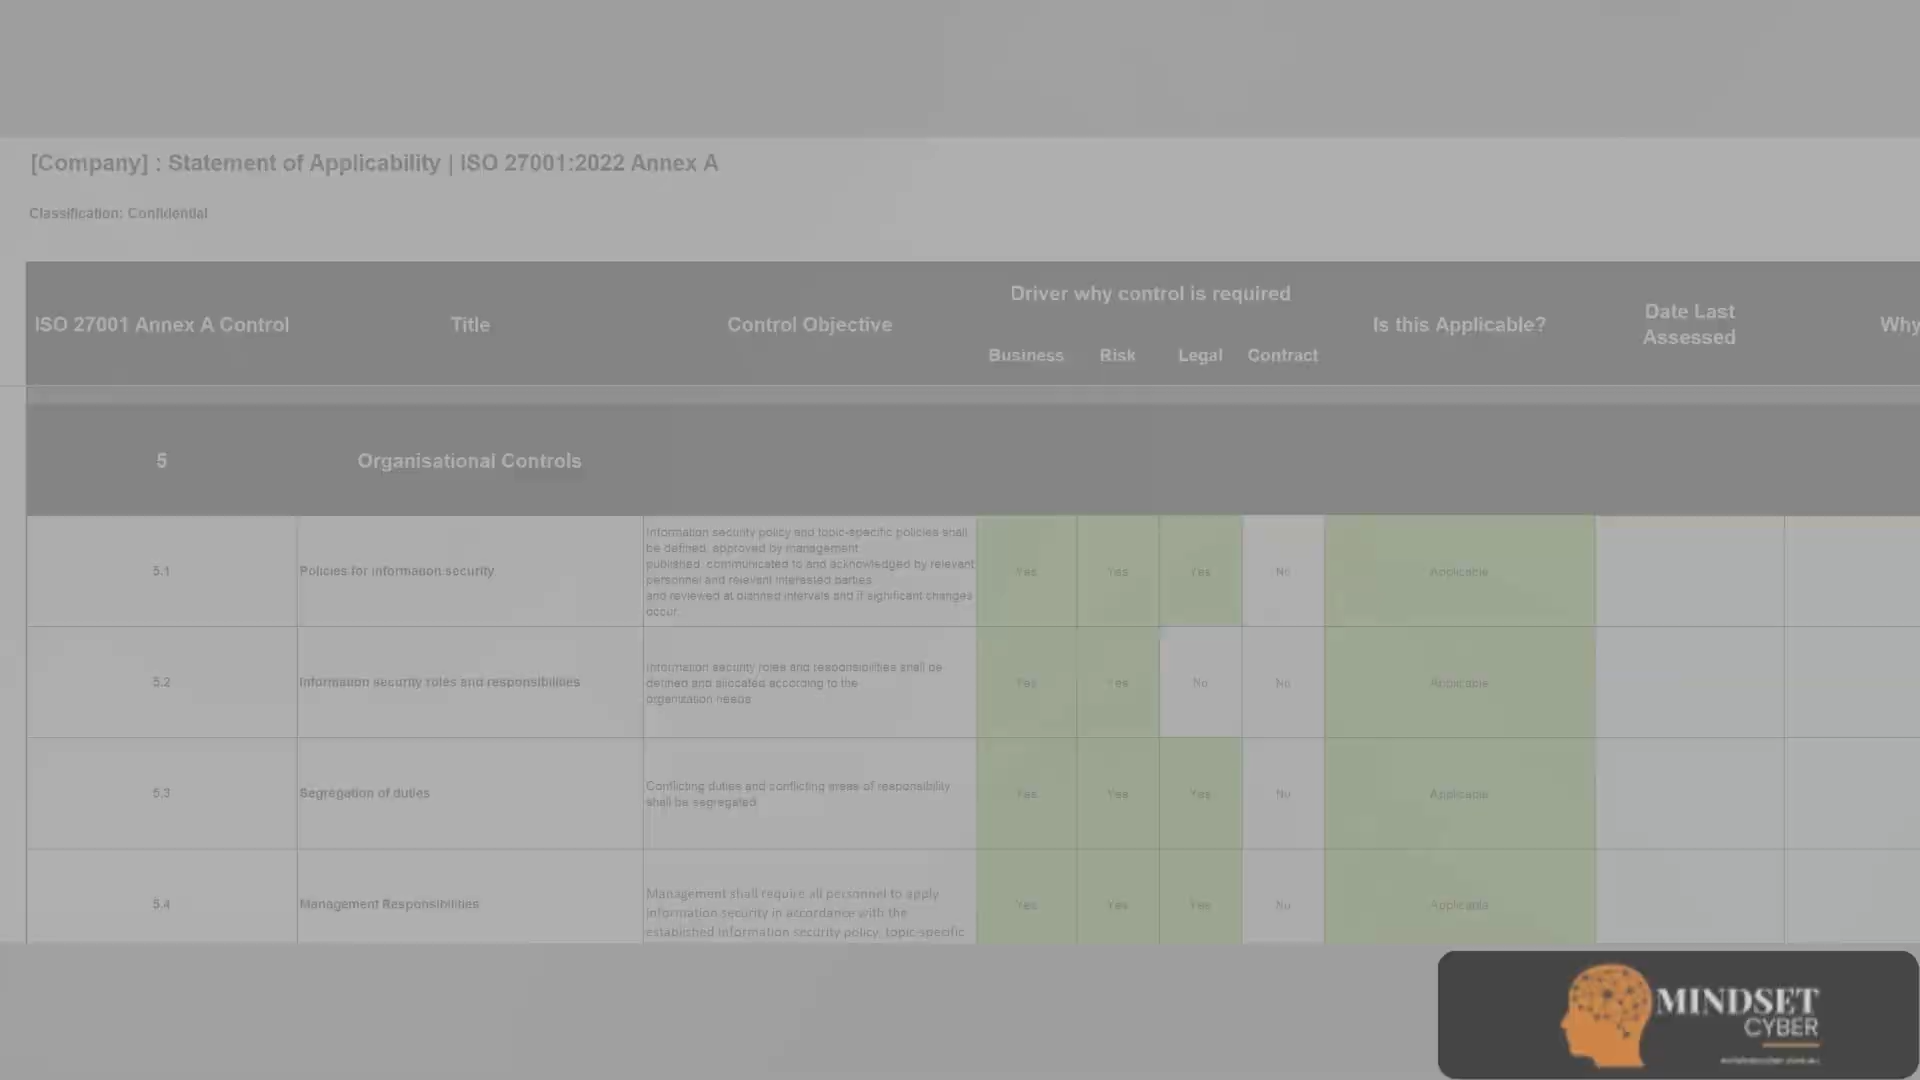 [Company] : Statement of Applicability | ISO 27001:2022 Annex A
Classification: Confidential
ISO 27001 Annex A Control
Title
Control Objective
Driver why control is required
Business
Risk
Legal
Contract
Is this Applicable?
Date Last
Assessed
Why
5
Organisational Controls
5.1
Policies for information security
Information security policy and topic-specific policies shall
be defined, approved by management
published, communicated to and acknowledged by relevant
personnel and relevant interested parties
and reviewed at planned intervals and if significant changes
occur.
Yes
Yes
Yes
No
Applicable
5.2
Information security roles and responsibilities
Information security roles and responsibilities shall be
defined and allocated according to the
organization needs
Yes
Yes
No
No
Applicable
5.3
Segregation of duties
Conflicting duties and conflicting areas of responsibility
shall be segregated
Yes
Yes
Yes
No
Applicable
5.4
Management Responsibilities
Management shall require all personnel to apply
information security in accordance with the
established information security policy, topic-specific
Yes
Yes
Yes
No
Applicable
MINDSET
CYBER